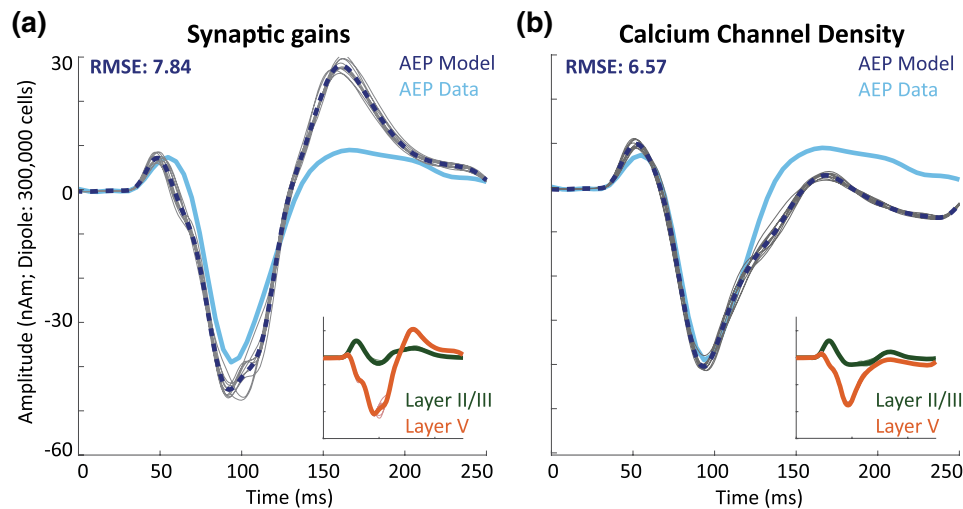 (a)
Synaptic gains
RMSE: 7.84
AEP Model
AEP Data
Amplitude (nAm; Dipole: 300,000 cells)
30
0
-30
-60
Layer II/III
Layer V
0 50 100 150 200 250
Time (ms)
(b)
Calcium Channel Density
RMSE: 6.57
AEP Model
AEP Data
Layer II/III
Layer V
0 50 100 150 200 250
Time (ms)